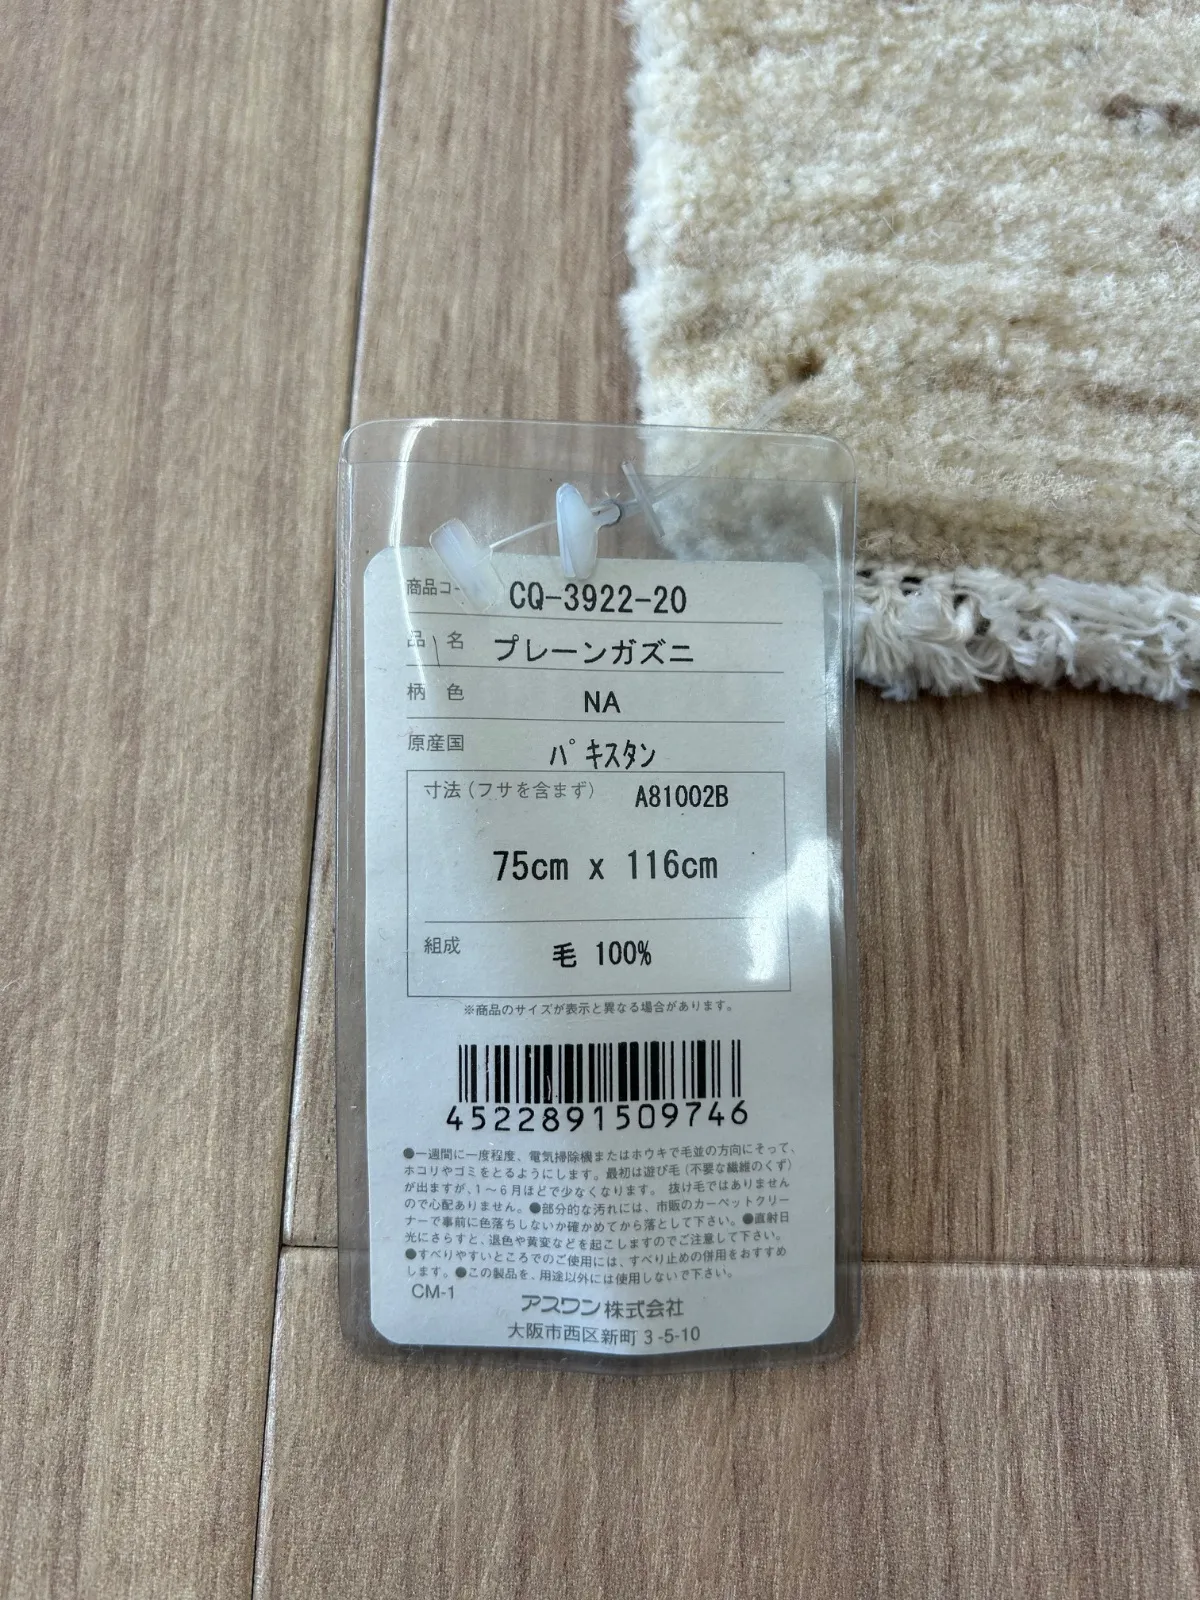 商品コー CQ-3922-20
品 名 プレーンガズニ
柄 色 NA
原産国 パキスタン
寸法(フサを含まず) A81002B
75cm x 116cm
組成 毛 100%
※商品のサイズが表示と異なる場合があります。
4522891509746
●一週間に一度程度、電気掃除機またはホウキで毛並の方向にそって、
ホコリやゴミをとるようにします。最初は遊び毛(不要な繊維のくず)
が出ますが、1〜6月ほどで少なくなります。 抜け毛ではありません
ので心配ありません。●部分的な汚れには、市販のカーペットクリー
ナーで事前に色落ちしないか確かめてから落として下さい。●直射日
光にさらすと、退色や黄変などを起こしますのでご注意して下さい。
●すべりやすいところでのご使用には、すべり止めの併用をおすすめ
します。●この製品を、用途以外には使用しないで下さい。
CM-1
アスワン株式会社
大阪市西区新町 3-5-10